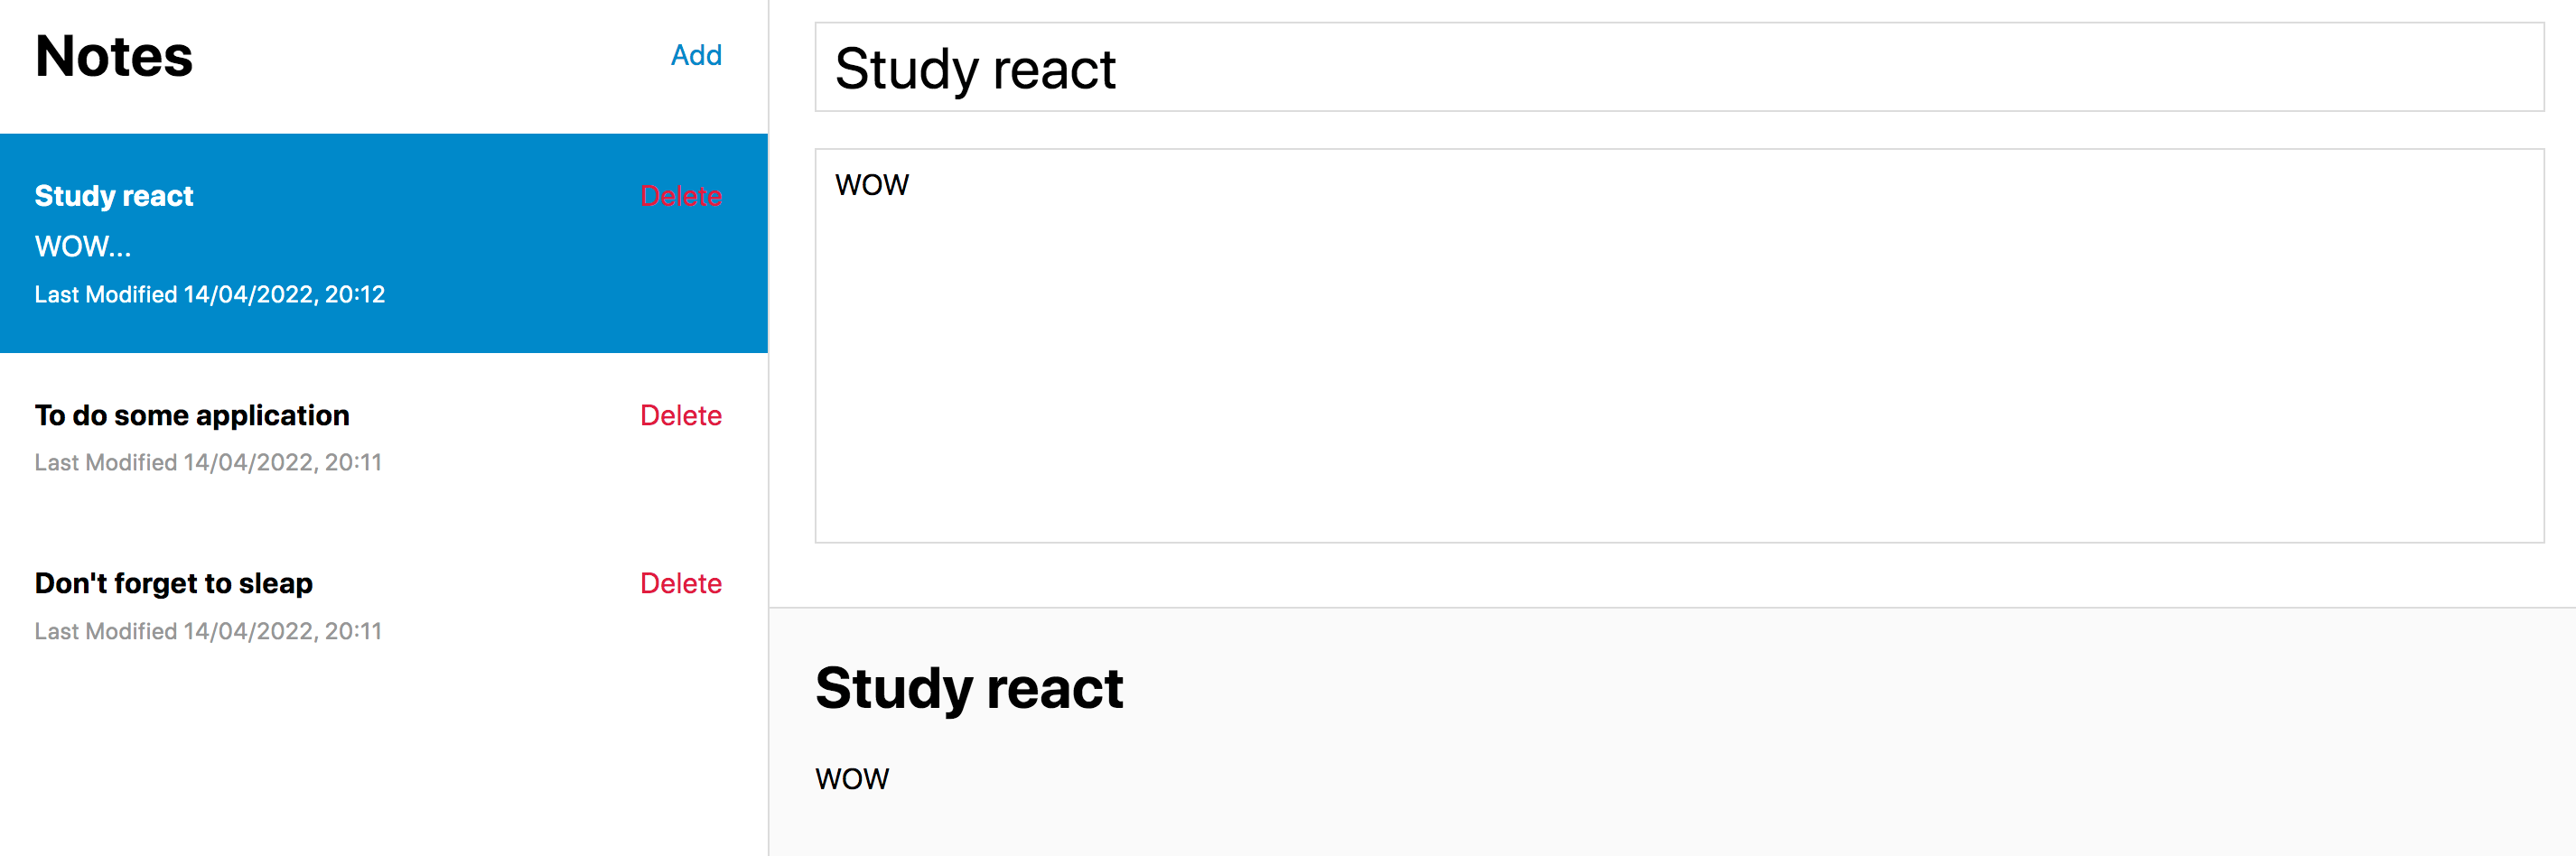 Notes
Add
Study react
Delete
WOW...
Last Modified 14/04/2022, 20:12
To do some application
Delete
Last Modified 14/04/2022, 20:11
Don't forget to sleap
Delete
Last Modified 14/04/2022, 20:11
Study react
WOW
Study react
WOW